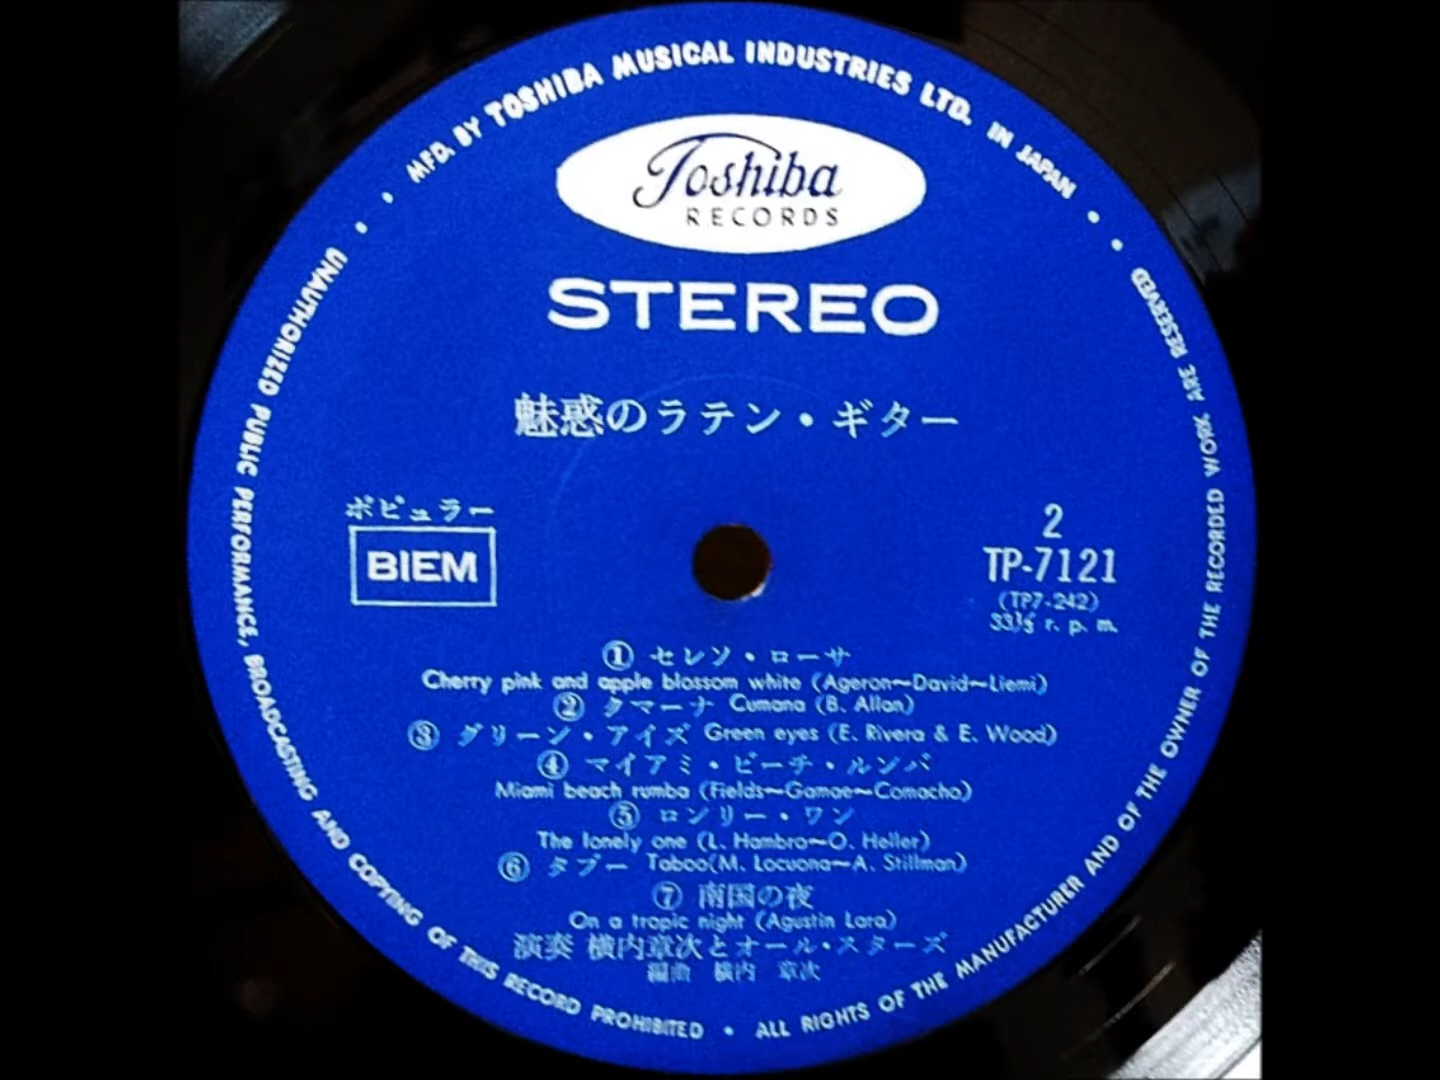 MFD. BY TOSHIBA MUSICAL INDUSTRIES LTD. IN JAPAN
Toshiba
RECORDS
STEREO
魅惑のラテン・ギター
ポピュラー
BIEM
2
TP-7121
(TP7-242)
33⅓ r. p. m.
① セレソ・ローサ
Cherry pink and apple blossom white (Ageron~David~Liemi)
② クマーナ Cumana (B. Allan)
③ グリーン・アイズ Green eyes (E. Rivera & E. Wood)
④ マイアミ・ビーチ・ルンバ
Miami beach rumba (Fields~Gamae~Comacho)
⑤ ロンリー・ワン
The lonely one (L. Hambro~O. Heller)
⑥ タブー Taboo(M. Locuona~A. Stillman)
⑦ 南国の夜
On a tropic night (Agustin Lara)
演奏 横内章次とオール・スターズ
編曲 横内 章次
ALL RIGHTS OF THE MANUFACTURER AND OF THE OWNER OF THE RECORDED WORK ARE RESERVED
UNAUTHORIZED PUBLIC PERFORMANCE, BROADCASTING AND COPYING OF THIS RECORD PROHIBITED